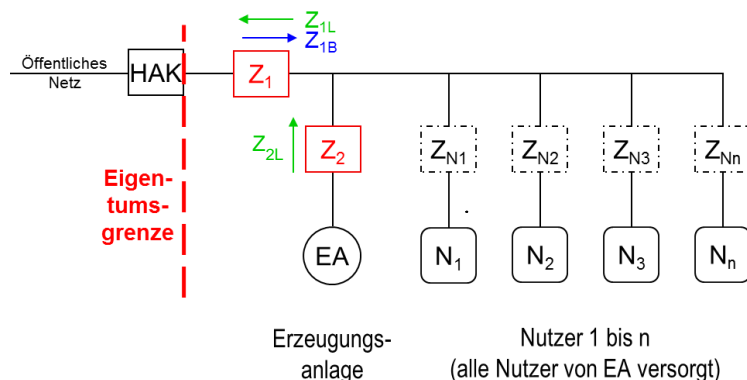 Z1L
Z1B
Öffentliches
Netz
HAK
Z1
Z2L
Z2
ZN1
ZN2
ZN3
ZNn
Eigen-
tums-
grenze
EA
N1
N2
N3
Nn
Erzeugungs-
anlage
Nutzer 1 bis n
(alle Nutzer von EA versorgt)